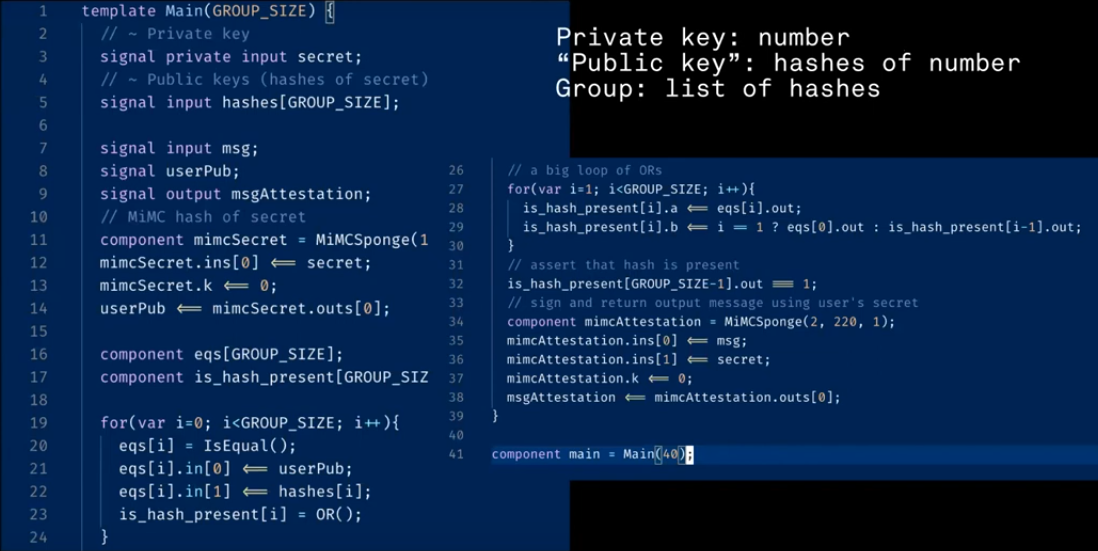 1 template Main(GROUP_SIZE) {
2 // ~ Private key
3 signal private input secret;
4 // ~ Public keys (hashes of secret)
5 signal input hashes[GROUP_SIZE];
6
7 signal input msg;
8 signal userPub;
9 signal output msgAttestation;
10 // MiMC hash of secret
11 component mimcSecret = MiMCSponge(1
12 mimcSecret.ins[0] <== secret;
13 mimcSecret.k <== 0;
14 userPub <== mimcSecret.outs[0];
15
16 component eqs[GROUP_SIZE];
17 component is_hash_present[GROUP_SIZ
18
19 for(var i=0; i<GROUP_SIZE; i++){
20 eqs[i] = IsEqual();
21 eqs[i].in[0] <== userPub;
22 eqs[i].in[1] <== hashes[i];
23 is_hash_present[i] = OR();
24 }
Private key: number
“Public key”: hashes of number
Group: list of hashes
26 // a big loop of ORs
27 for(var i=1; i<GROUP_SIZE; i++){
28 is_hash_present[i].a <== eqs[i].out;
29 is_hash_present[i].b <== i == 1 ? eqs[0].out : is_hash_present[i-1].out;
30 }
31 // assert that hash is present
32 is_hash_present[GROUP_SIZE-1].out === 1;
33 // sign and return output message using user's secret
34 component mimcAttestation = MiMCSponge(2, 220, 1);
35 mimcAttestation.ins[0] <== msg;
36 mimcAttestation.ins[1] <== secret;
37 mimcAttestation.k <== 0;
38 msgAttestation <== mimcAttestation.outs[0];
39 }
40
41 component main = Main(40);